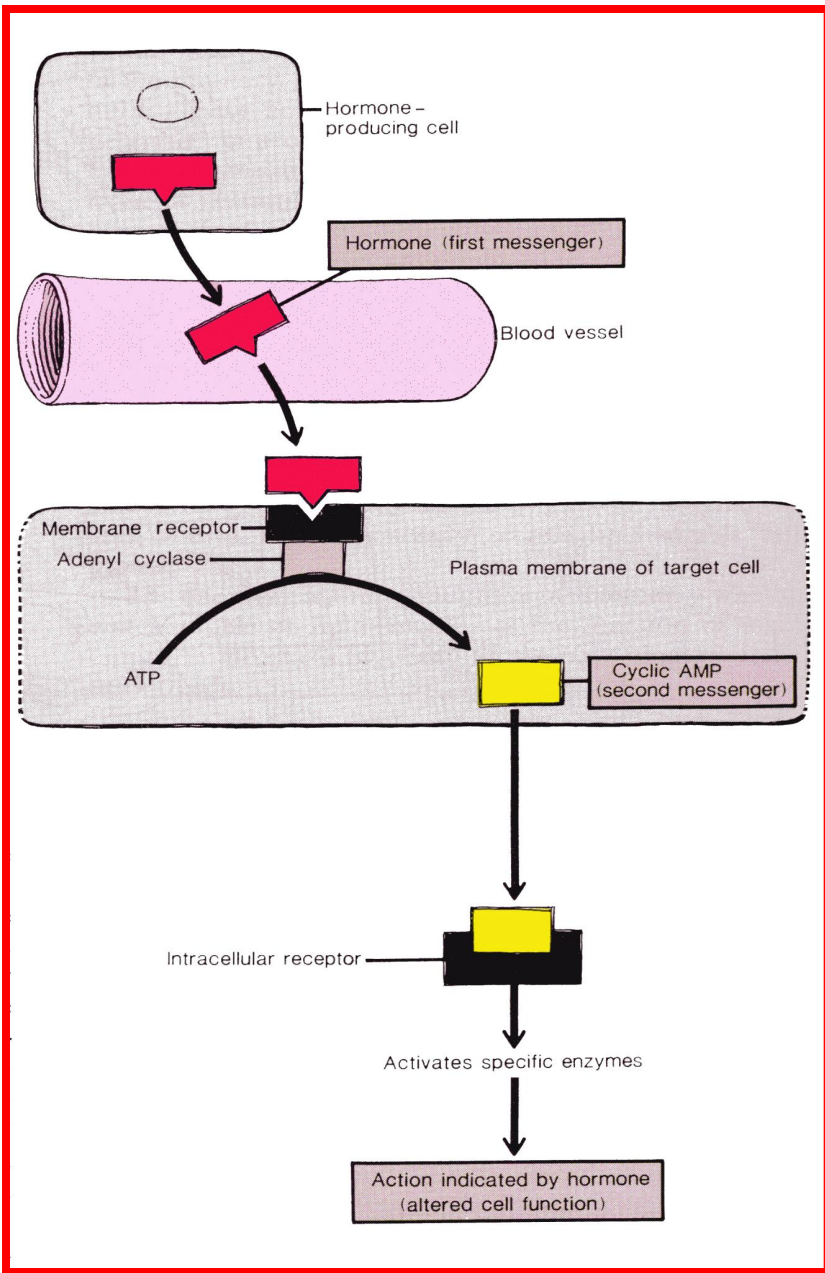 Hormone–
producing cell
Hormone (first messenger)
Blood vessel
Membrane receptor
Adenyl cyclase
Plasma membrane of target cell
ATP
Cyclic AMP
(second messenger)
Intracellular receptor
Activates specific enzymes
Action indicated by hormone
(altered cell function)